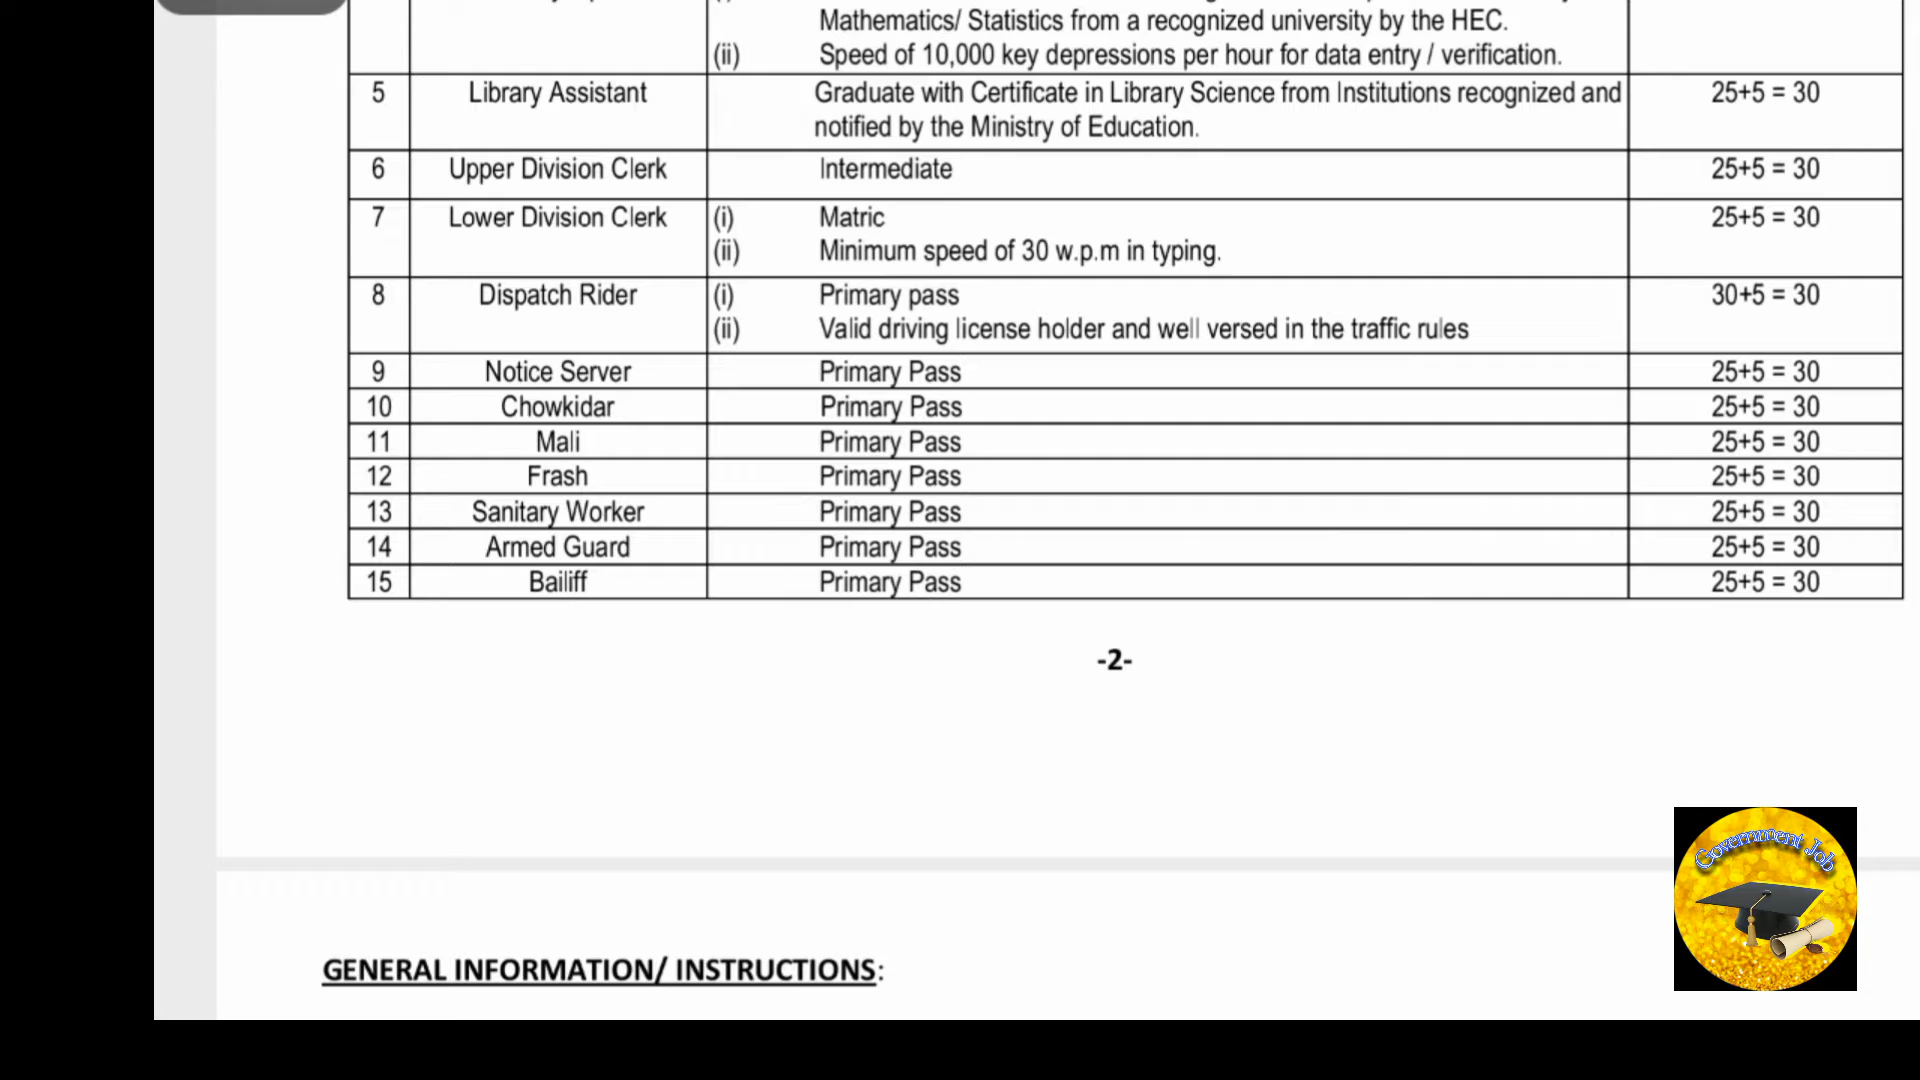 Mathematics/ Statistics from a recognized university by the HEC.
(ii) Speed of 10,000 key depressions per hour for data entry / verification.
5 Library Assistant Graduate with Certificate in Library Science from Institutions recognized and 25+5 = 30
notified by the Ministry of Education.
6 Upper Division Clerk Intermediate 25+5 = 30
7 Lower Division Clerk (i) Matric 25+5 = 30
(ii) Minimum speed of 30 w.p.m in typing.
8 Dispatch Rider (i) Primary pass 30+5 = 30
(ii) Valid driving license holder and well versed in the traffic rules
9 Notice Server Primary Pass 25+5 = 30
10 Chowkidar Primary Pass 25+5 = 30
11 Mali Primary Pass 25+5 = 30
12 Frash Primary Pass 25+5 = 30
13 Sanitary Worker Primary Pass 25+5 = 30
14 Armed Guard Primary Pass 25+5 = 30
15 Bailiff Primary Pass 25+5 = 30
-2-
Government Job
GENERAL INFORMATION/ INSTRUCTIONS: